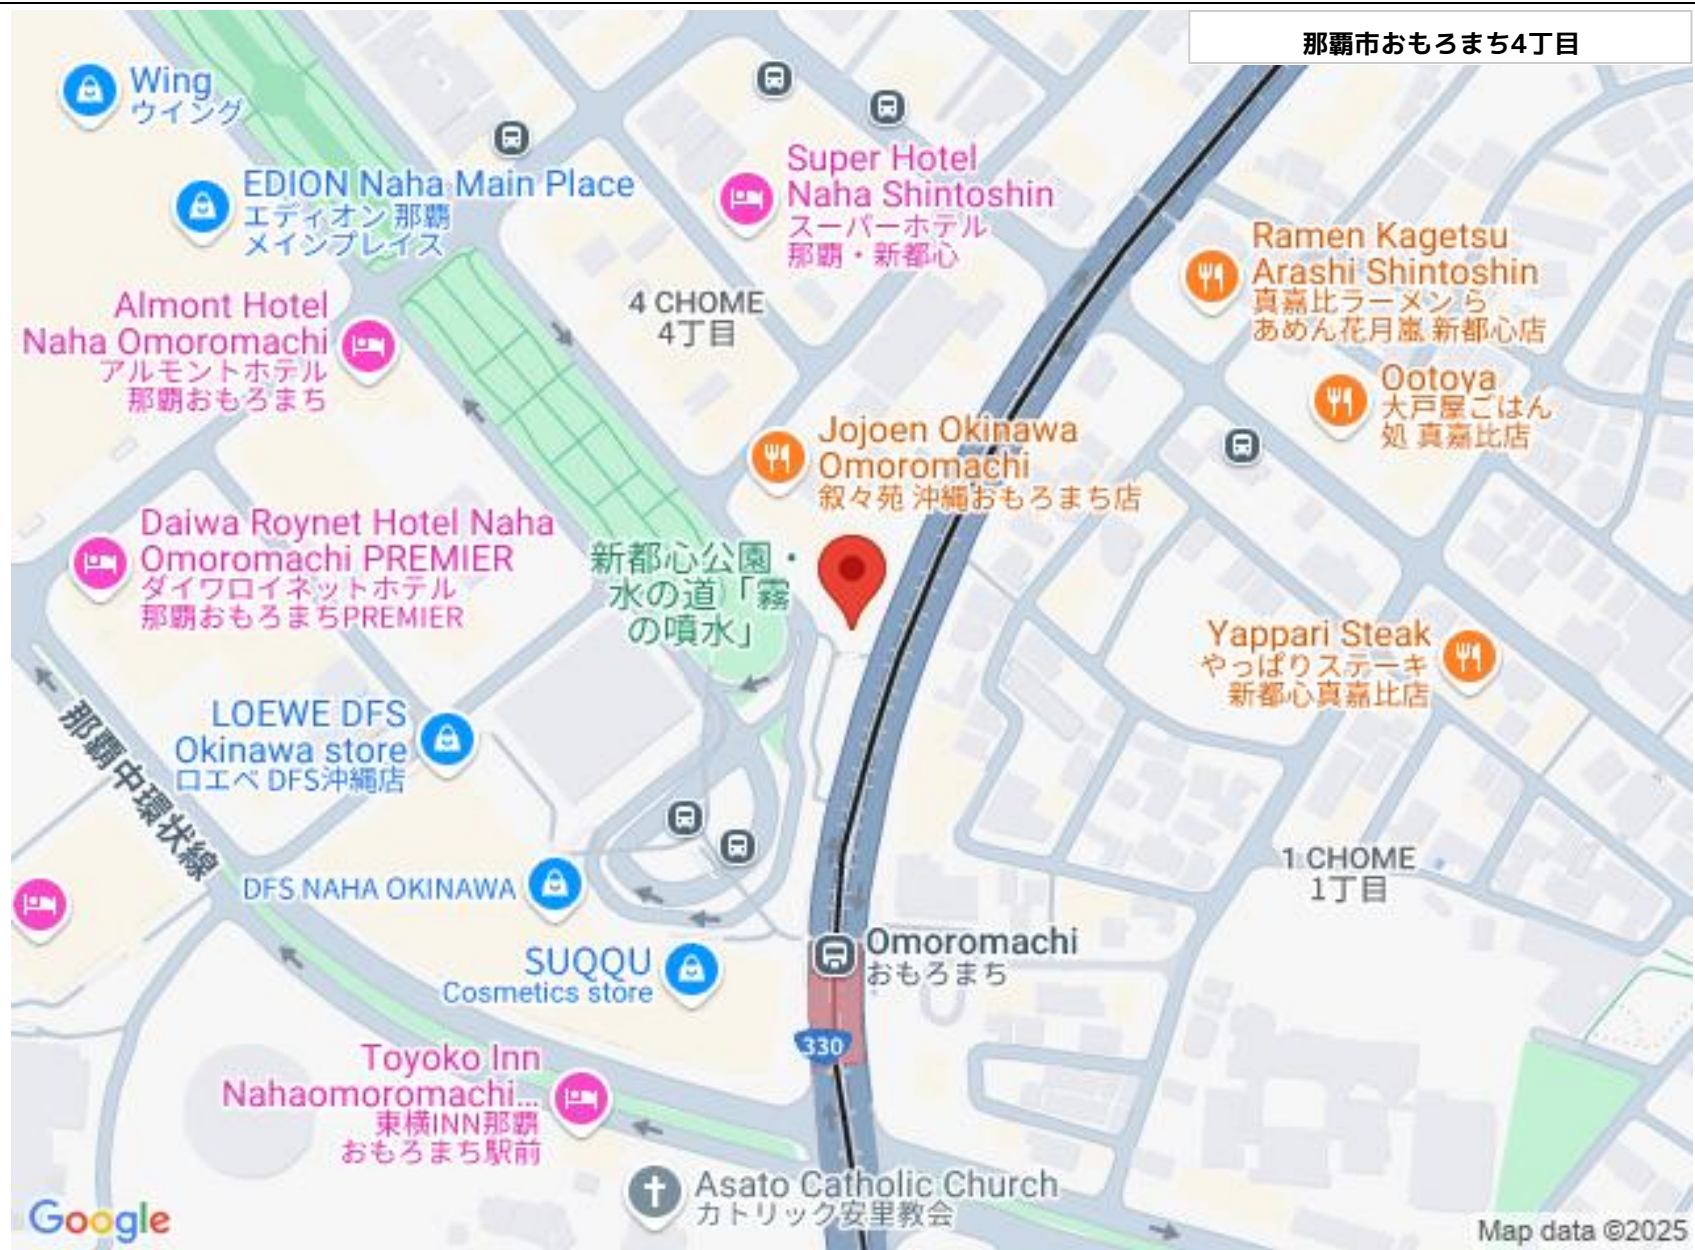 那覇市おもろまち4丁目
Wing
ウイング
EDION Naha Main Place
エディオン 那覇
メインプレイス
Super Hotel
Naha Shintoshin
スーパーホテル
那覇・新都心
Ramen Kagetsu
Arashi Shintoshin
真嘉比ラーメン ら
あめん花月嵐 新都心店
Almont Hotel
Naha Omoromachi
アルモントホテル
那覇おもろまち
4 CHOME
4丁目
Ootoya
大戸屋ごはん
処 真嘉比店
Jojoen Okinawa
Omoromachi
叙々苑 沖縄おもろまち店
Daiwa Roynet Hotel Naha
Omoromachi PREMIER
ダイワロイネットホテル
那覇おもろまちPREMIER
新都心公園・
水の道「霧
の噴水」
Yappari Steak
やっぱりステーキ
新都心真嘉比店
LOEWE DFS
Okinawa store
ロエベ DFS沖縄店
那覇中環状線
DFS NAHA OKINAWA
1 CHOME
1丁目
SUQQU
Cosmetics store
Omoromachi
おもろまち
330
Toyoko Inn
Nahaomoromachi...
東横INN那覇
おもろまち駅前
Asato Catholic Church
カトリック安里教会
Google
Map data ©2025